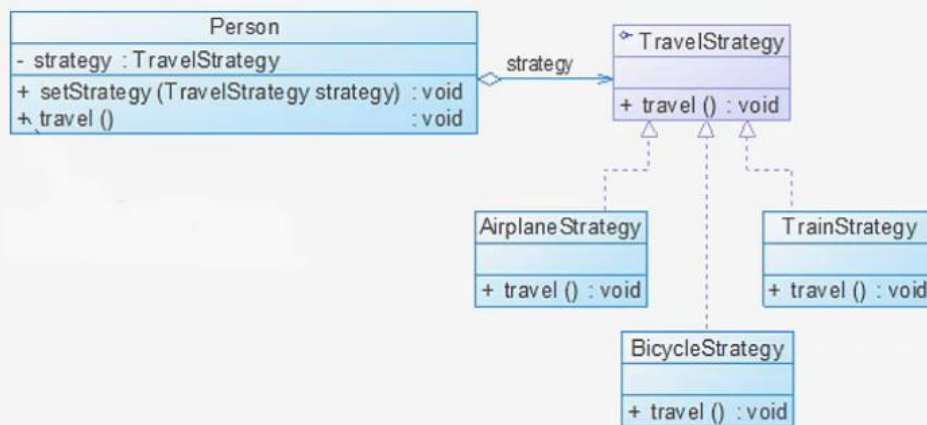 Person
- strategy : TravelStrategy
+ setStrategy (TravelStrategy strategy) : void
+ travel () : void
strategy
TravelStrategy
+ travel () : void
AirplaneStrategy
+ travel () : void
TrainStrategy
+ travel () : void
BicycleStrategy
+ travel () : void